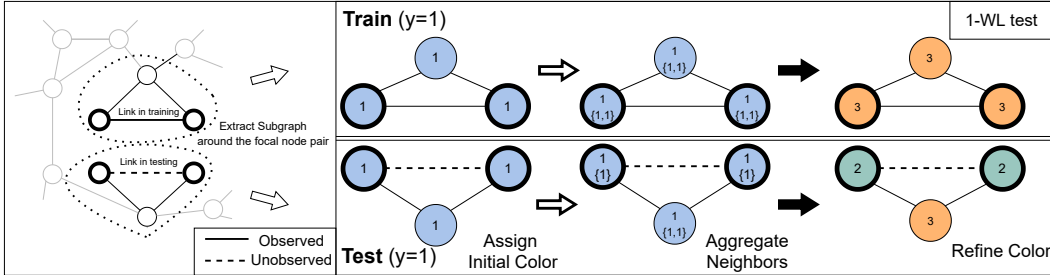 Link in training
Extract Subgraph
around the focal node pair
Link in testing
Observed
Unobserved
Train (y=1)
1-WL test
1
1
1
1
{1,1}
1
{1,1}
1
{1,1}
3
3
3
1
1
1
1
{1}
1
{1}
1
{1,1}
2
2
3
Test (y=1)
Assign
Initial Color
Aggregate
Neighbors
Refine Color